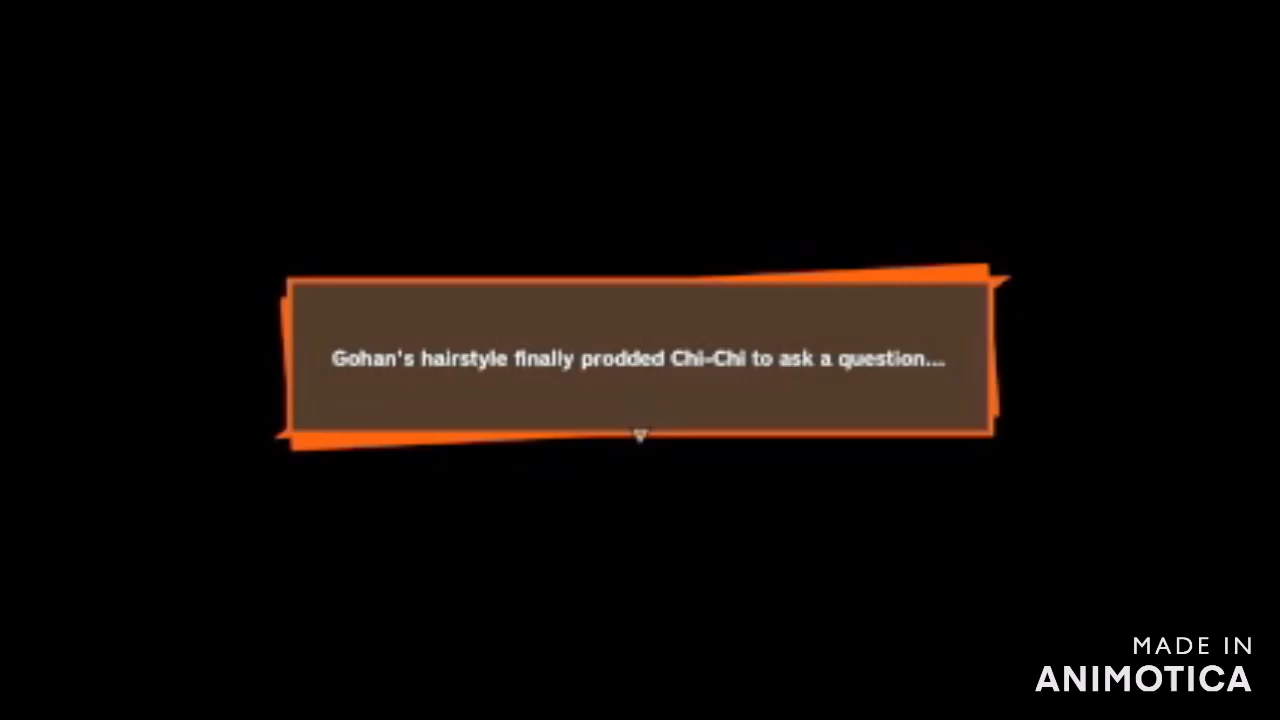 Gohan's hairstyle finally prodded Chi-Chi to ask a question...
MADE IN
ANIMOTICA